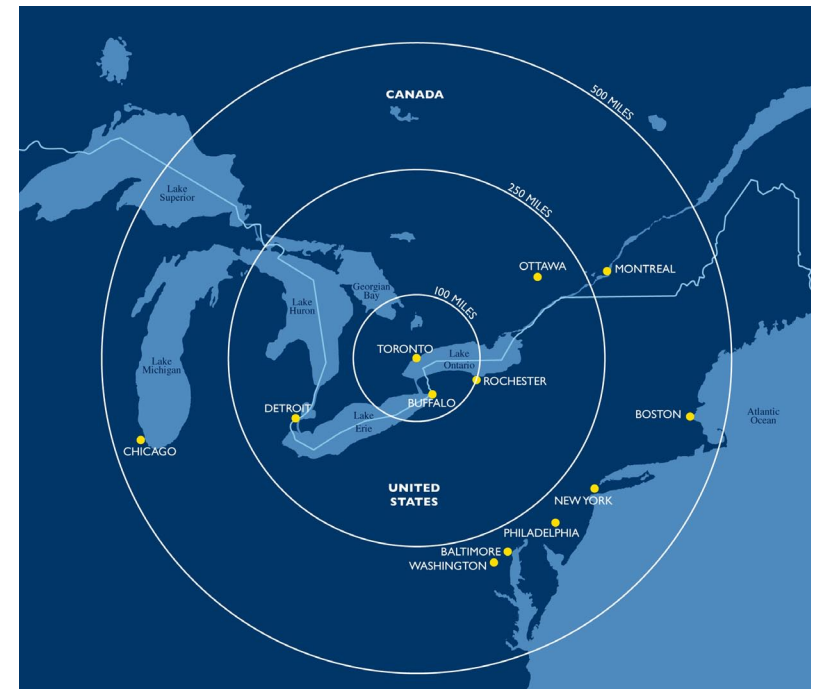 CANADA
500 MILES
Lake
Superior
250 MILES
OTTAWA
MONTREAL
Georgian
Bay
100 MILES
Lake
Huron
TORONTO
Lake
Ontario
Lake
Michigan
ROCHESTER
BUFFALO
DETROIT
Lake
Erie
BOSTON
Atlantic
Ocean
CHICAGO
UNITED
STATES
NEW YORK
PHILADELPHIA
BALTIMORE
WASHINGTON